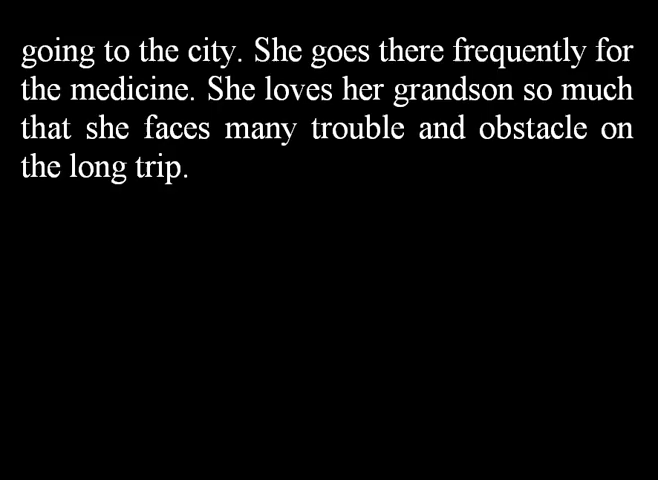 going to the city. She goes there frequently for
the medicine. She loves her grandson so much
that she faces many trouble and obstacle on
the long trip.